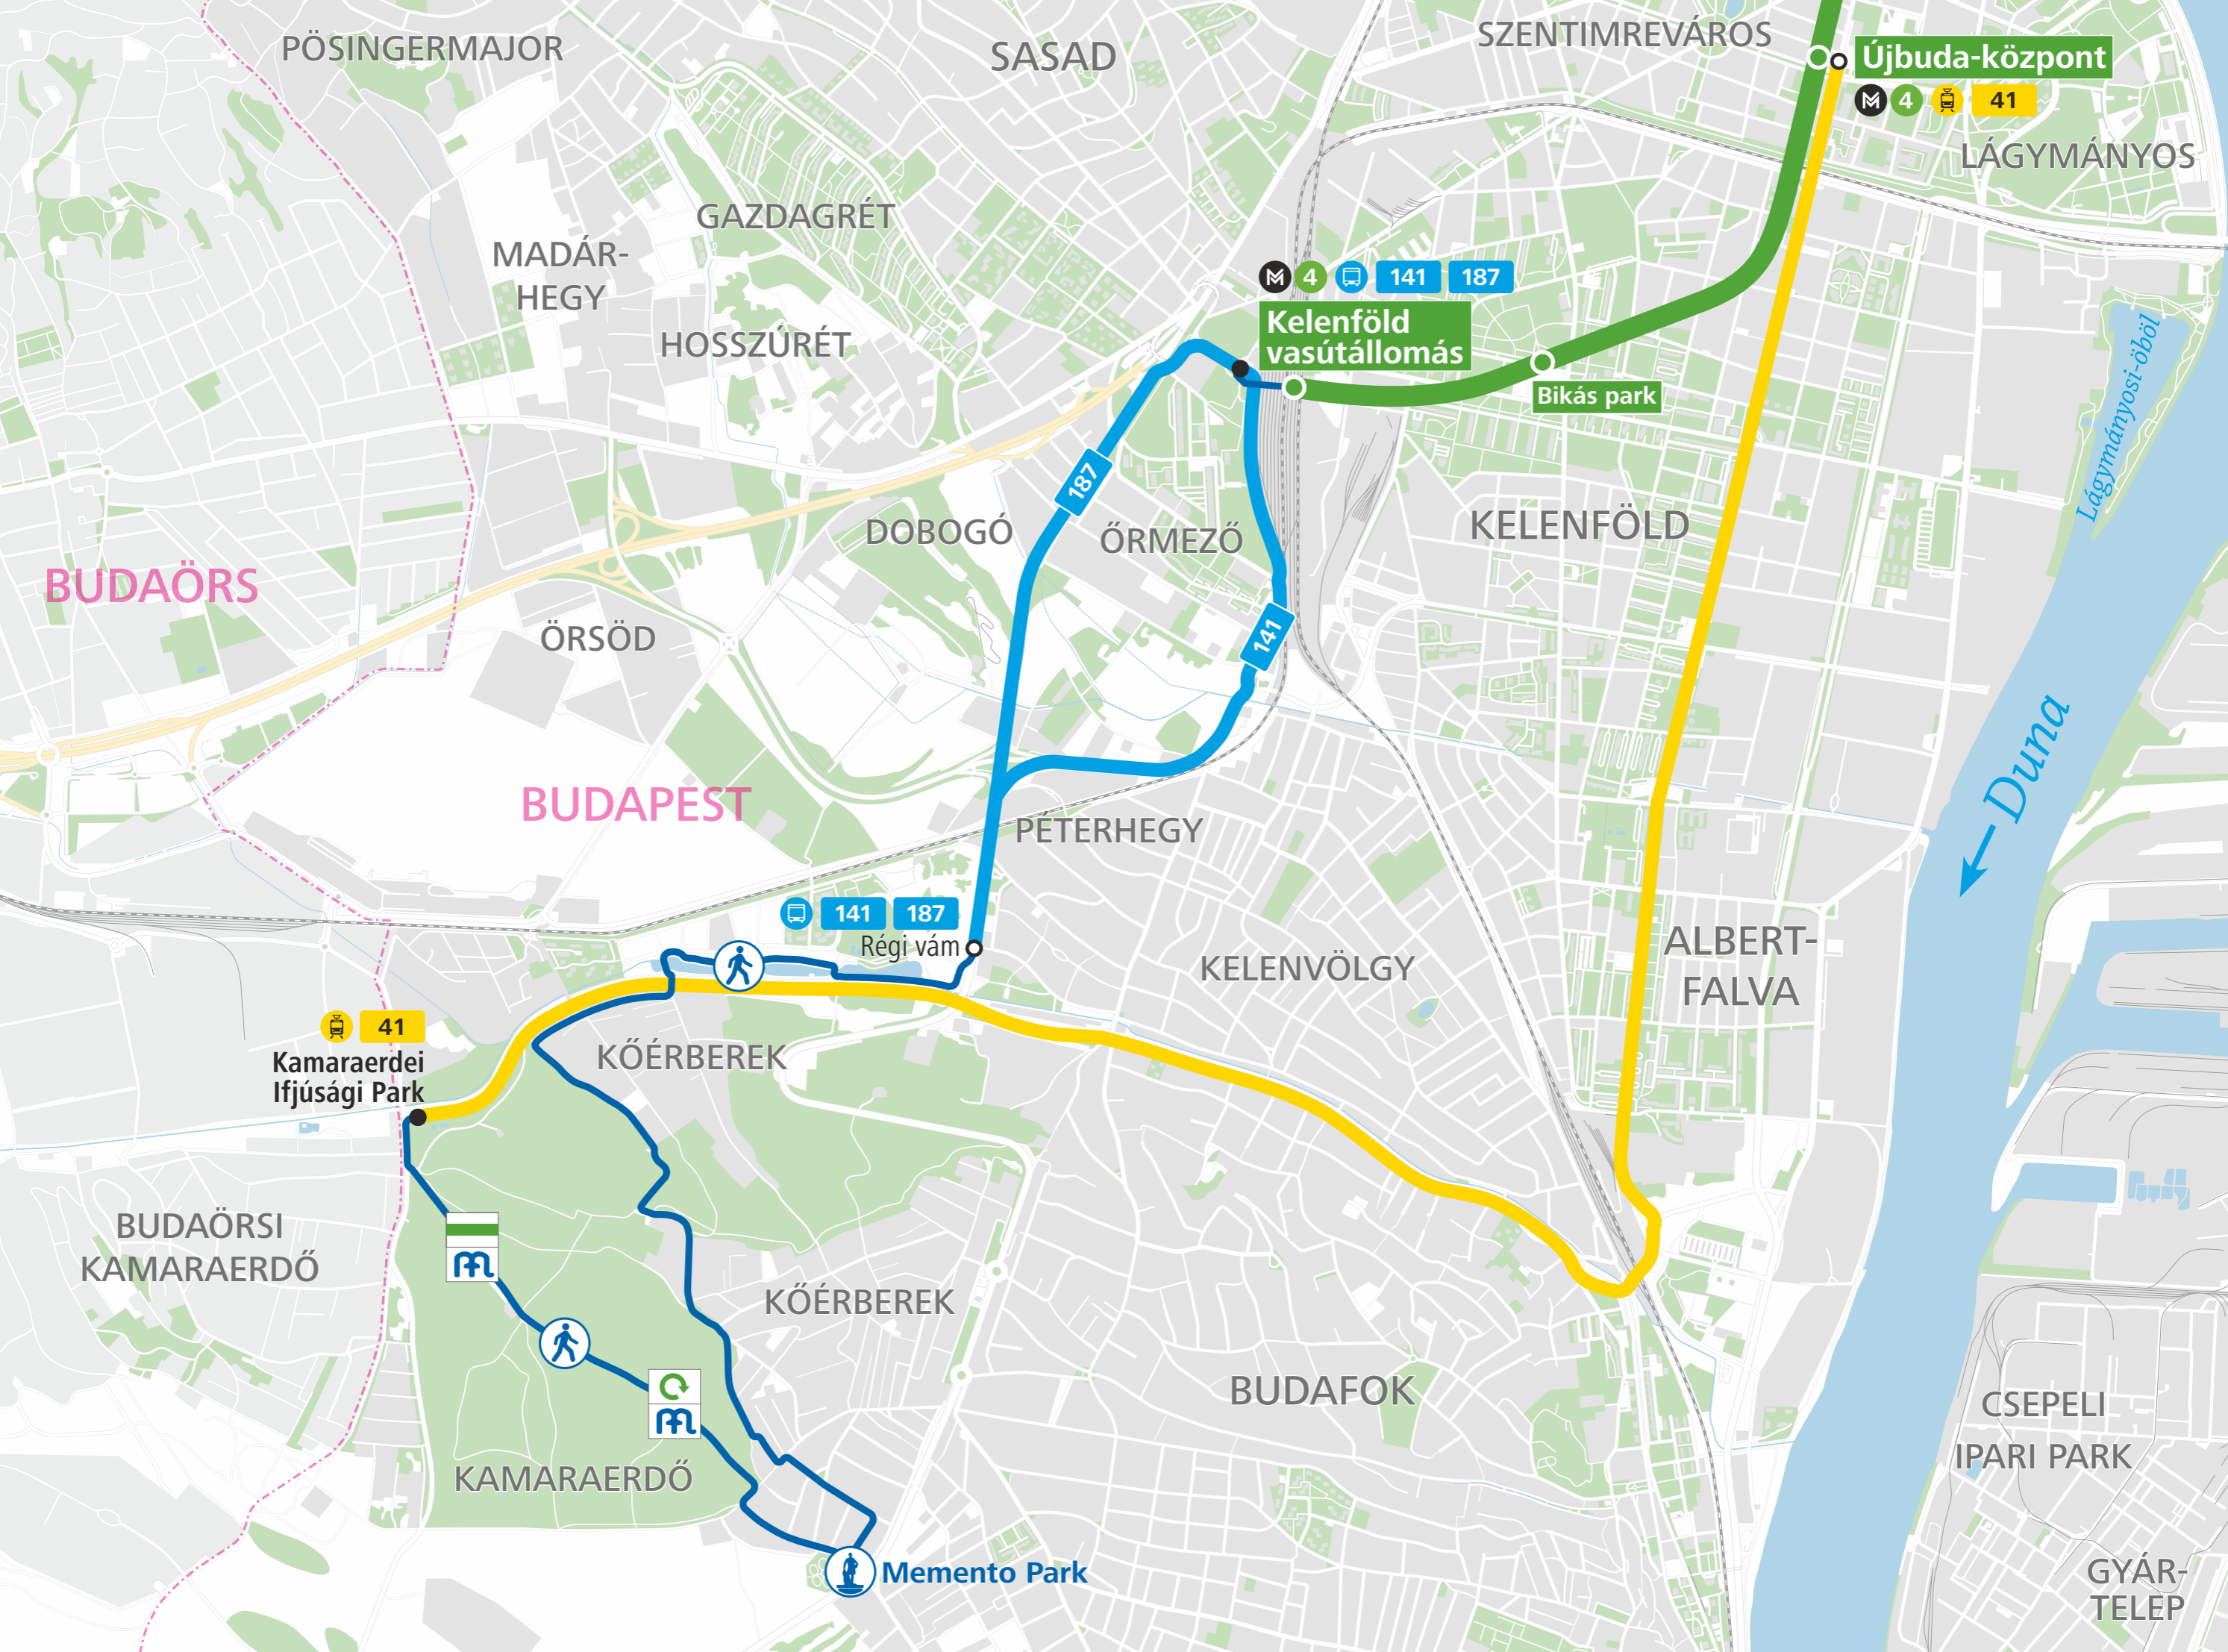 PÖSINGERMAJOR
SASAD
SZENTIMREVÁROS
Újbuda-központ
M 4 41
LÁGYMÁNYOS
GAZDAGRÉT
MADÁR-
HEGY
HOSSZÚRÉT
M 4 141 187
Kelenföld
vasútállomás
Bikás park
Lágymányosi-öböl
187
DOBOGÓ
ŐRMEZŐ
KELENFÖLD
BUDAÖRS
ÖRSÖD
141
Duna
BUDAPEST
PÉTERHEGY
141 187
Régi vám
KELENVÖLGY
ALBERT-
FALVA
41
Kamaraerdei
Ifjúsági Park
KŐÉRBEREK
BUDAÖRSI
KAMARAERDŐ
KŐÉRBEREK
BUDAFOK
CSEPELI
IPARI PARK
KAMARAERDŐ
Memento Park
GYÁR-
TELEP